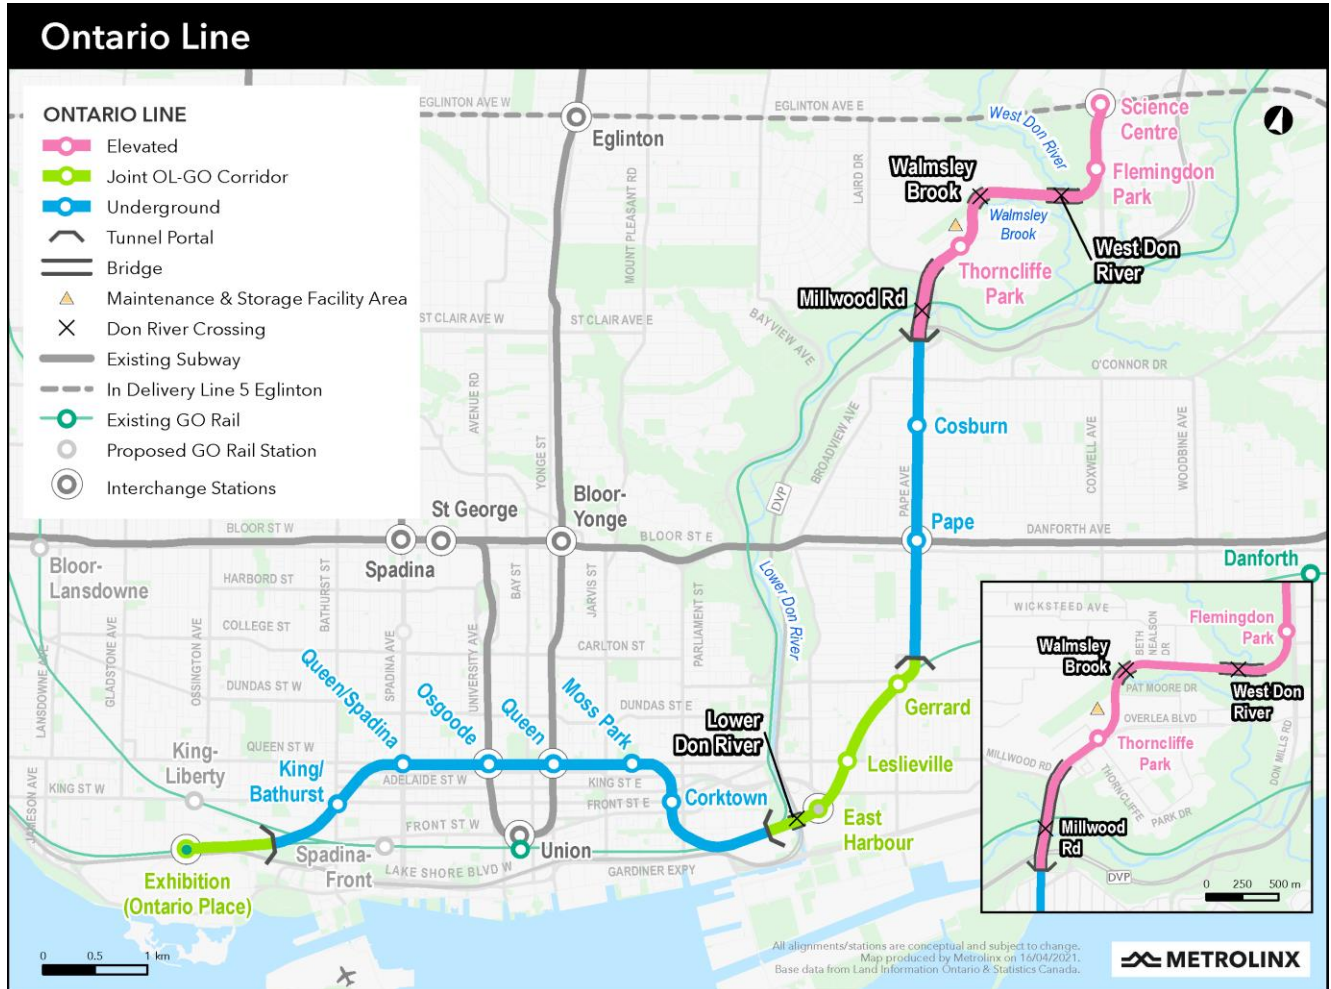 Ontario Line
ONTARIO LINE
Elevated
Joint OL-GO Corridor
Underground
Tunnel Portal
Bridge
Maintenance & Storage Facility Area
Don River Crossing
Existing Subway
In Delivery Line 5 Eglinton
Existing GO Rail
Proposed GO Rail Station
Interchange Stations
EGLINTON AVE W
EGLINTON AVE E
Eglinton
West Don River
Science
Centre
Flemingdon
Park
LAIRD DR
Walmsley
Brook
Walmsley
Brook
West Don
River
Thorncliffe
Park
Millwood Rd
MOUNT PLEASANT RD
ST CLAIR AVE W
ST CLAIR AVE E
BAYVIEW AVE
O'CONNOR DR
AVENUE RD
YONGE ST
BROADVIEW AVE
Cosburn
COXWELL AVE
WOODBINE AVE
DVP
PAPE AVE
St George
Bloor-
Yonge
Pape
BLOOR ST W
BLOOR ST E
DANFORTH AVE
Danforth
Bloor-
Lansdowne
Spadina
HARBORD ST
BATHURST ST
BAY ST
JARVIS ST
PARLIAMENT ST
Lower Don River
COLLEGE ST
CARLTON ST
LANSDOWNE AVE
GLADSTONE AVE
OSSINGTON AVE
SPADINA AVE
UNIVERSITY AVE
DUNDAS ST W
DUNDAS ST E
Queen/Spadina
Osgoode
Queen
Moss Park
Lower
Don River
Gerrard
Leslieville
QUEEN ST W
King-
Liberty
King/
Bathurst
ADELAIDE ST W
KING ST E
KING ST W
FRONT ST E
Corktown
JAMESON AVE
FRONT ST W
East
Harbour
Spadina-
Front
Union
LAKE SHORE BLVD W
GARDINER EXPY
Exhibition
(Ontario Place)
WICKSTEED AVE
BETH
NEALSON
DR
Flemingdon
Park
Walmsley
Brook
PAT MOORE DR
West Don
River
OVERLEA BLVD
Thorncliffe
Park
MILLWOOD RD
THORNCLIFFE
PARK DR
DON MILLS RD
Millwood
Rd
DVP
0 250 500 m
0 0.5 1 km
All alignments/stations are conceptual and subject to change.
Map produced by Metrolinx on 16/04/2021.
Base data from Land Information Ontario & Statistics Canada.
METROLINX